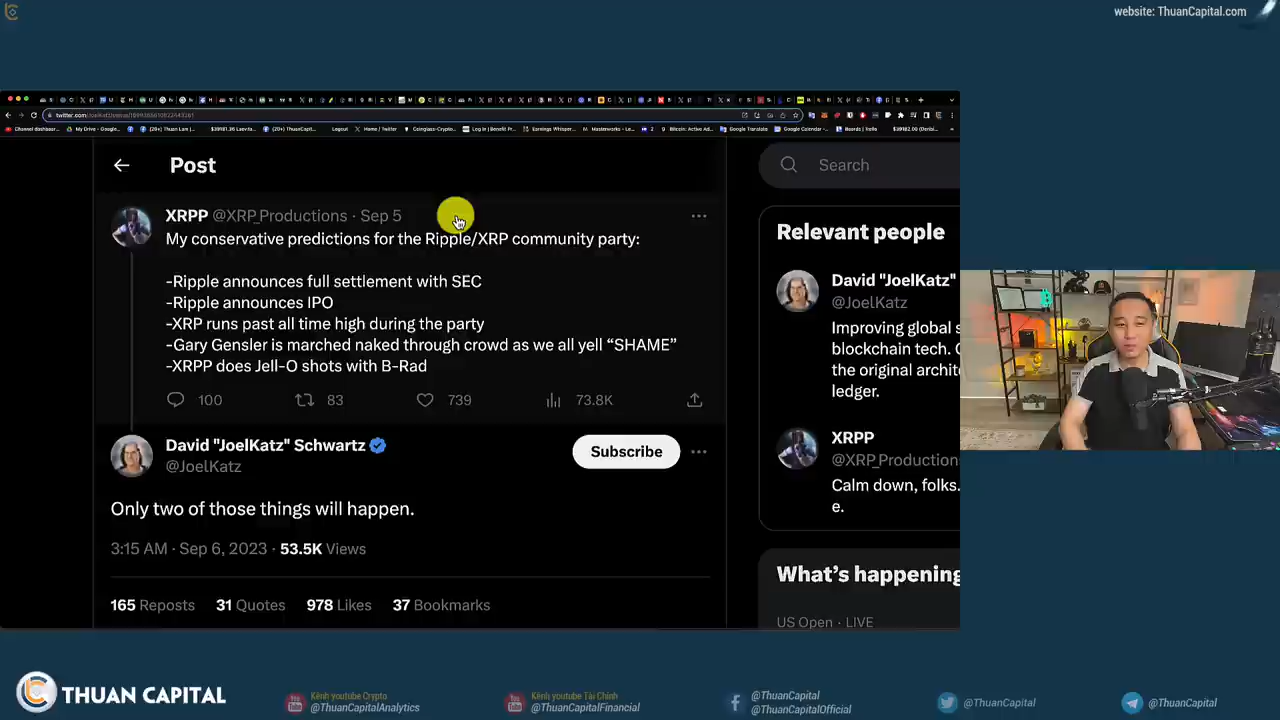 website: ThuanCapital.com
Post
Search
XRPP @XRP_Productions · Sep 5
My conservative predictions for the Ripple/XRP community party:
-Ripple announces full settlement with SEC
-Ripple announces IPO
-XRP runs past all time high during the party
-Gary Gensler is marched naked through crowd as we all yell “SHAME”
-XRPP does Jell-O shots with B-Rad
100 83 739 73.8K
David "JoelKatz" Schwartz
@JoelKatz
Subscribe
Only two of those things will happen.
3:15 AM · Sep 6, 2023 · 53.5K Views
165 Reposts 31 Quotes 978 Likes 37 Bookmarks
Relevant people
David "JoelKatz"
@JoelKatz
Improving global s
blockchain tech.
the original archite
ledger.
XRPP
@XRP_Production
Calm down, folks.
e.
What’s happening
US Open · LIVE
THUAN CAPITAL
Kênh youtube Crypto
@ThuanCapitalAnalytics
Kênh youtube Tài Chính
@ThuanCapitalFinancial
@ThuanCapital
@ThuanCapitalOfficial
@ThuanCapital
@ThuanCapital